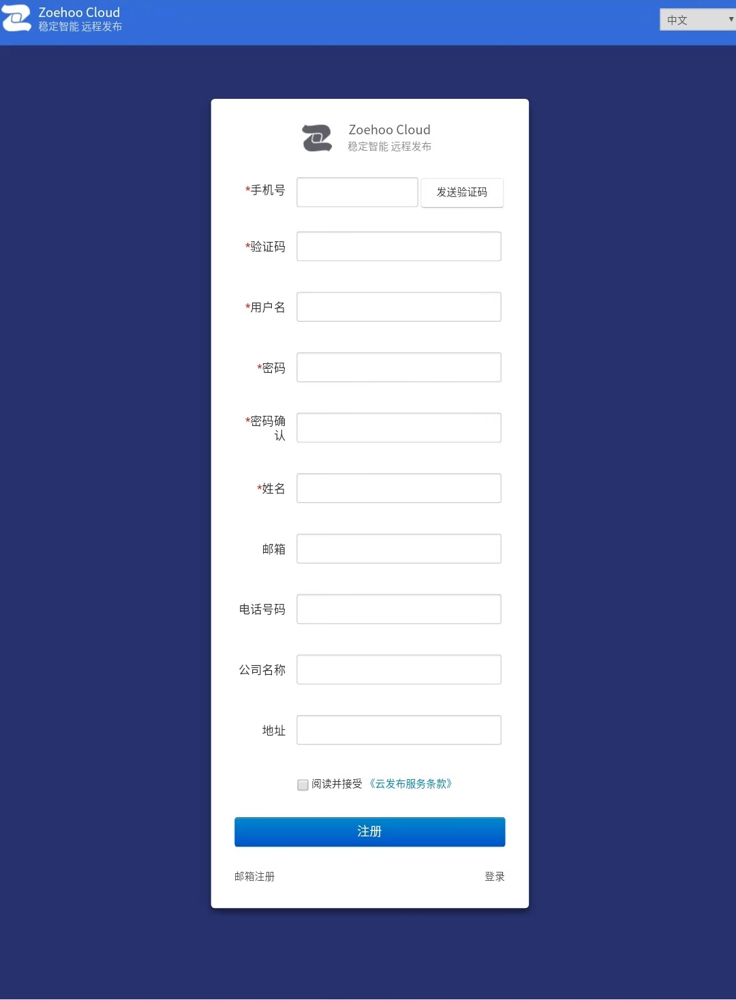 Zoehoo Cloud
稳定智能 远程发布
中文
Zoehoo Cloud
稳定智能 远程发布
*手机号
发送验证码
*验证码
*用户名
*密码
*密码确
认
*姓名
邮箱
电话号码
公司名称
地址
阅读并接受 《云发布服务条款》
注册
邮箱注册
登录